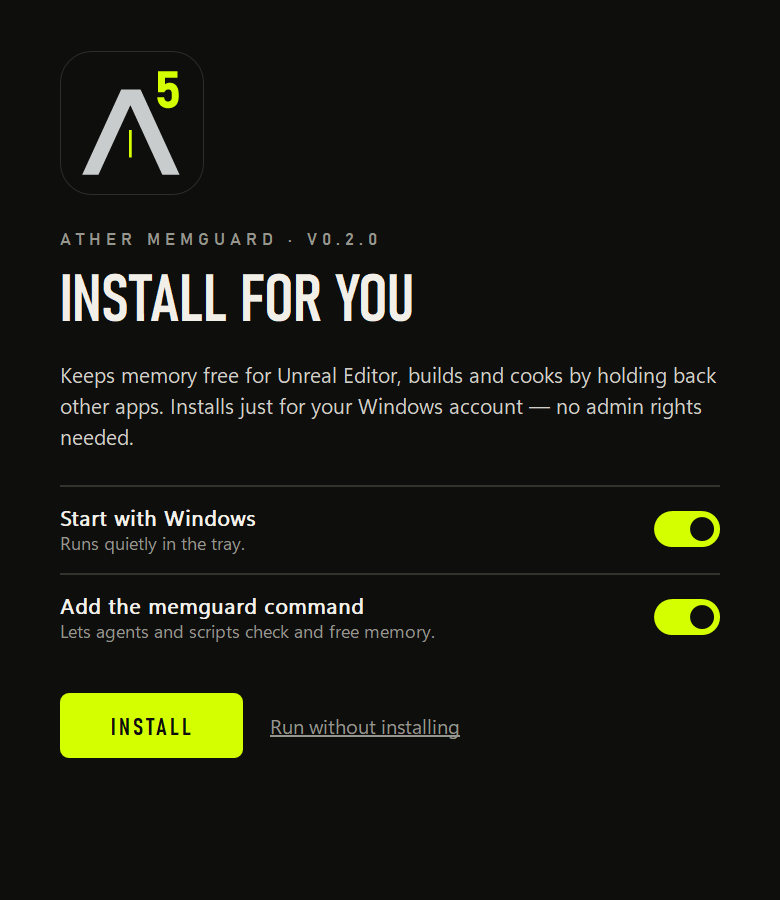 5
ATHER MEMGUARD · V0.2.0
INSTALL FOR YOU
Keeps memory free for Unreal Editor, builds and cooks by holding back
other apps. Installs just for your Windows account — no admin rights
needed.
Start with Windows
Runs quietly in the tray.
Add the memguard command
Lets agents and scripts check and free memory.
INSTALL
Run without installing